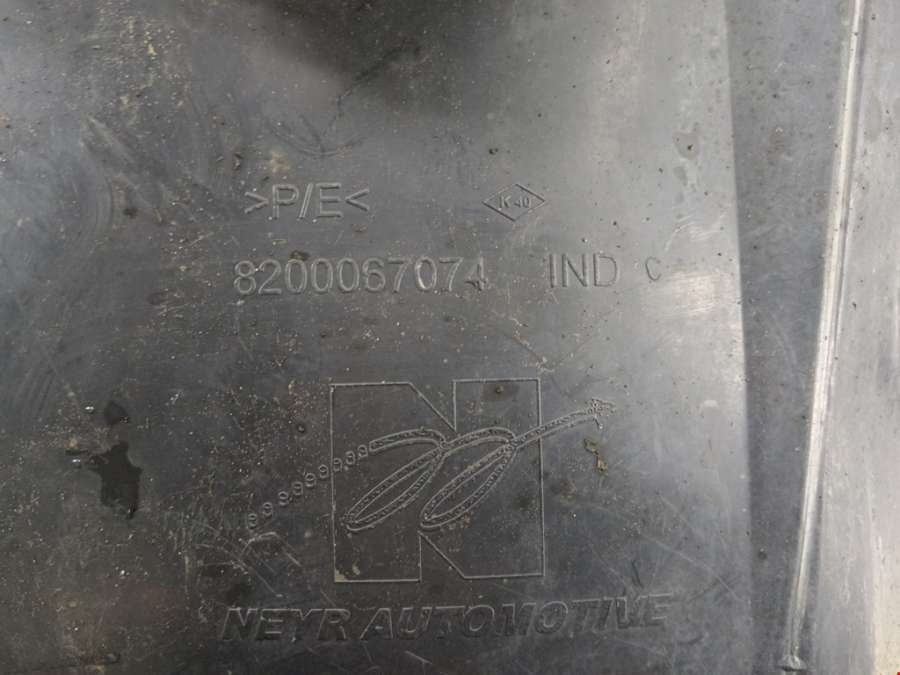 >P/E<
K 40
8200067074 IND C
NEYR AUTOMOTIVE